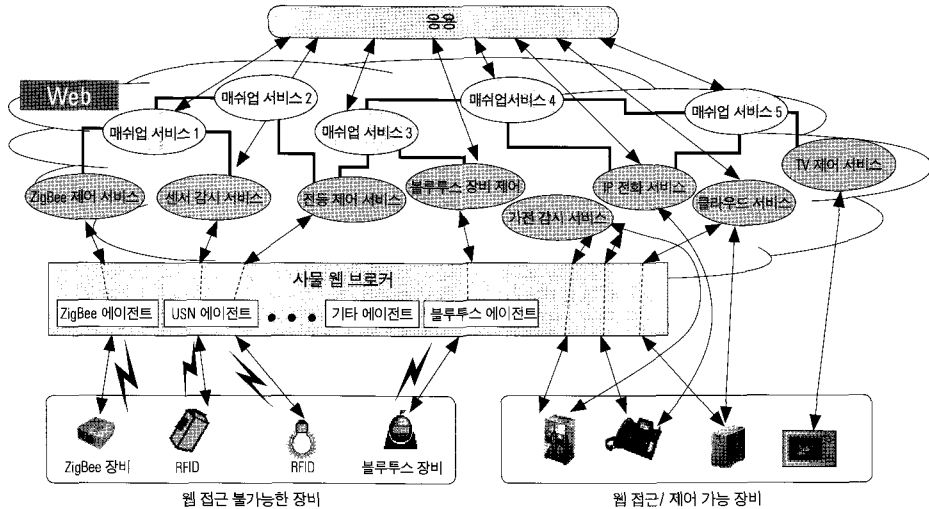 응용
Web
매쉬업 서비스 1
매쉬업 서비스 2
매쉬업 서비스 3
매쉬업서비스 4
매쉬업 서비스 5
ZigBee 제어 서비스
센서 감시 서비스
전등 제어 서비스
블루투스 장비 제어
가전 감시 서비스
IP 전화 서비스
클라우드 서비스
TV 제어 서비스
사물 웹 브로커
ZigBee 에이전트
USN 에이전트
기타 에이전트
블루투스 에이전트
ZigBee 장비
RFID
RFID
블루투스 장비
웹 접근 불가능한 장비
웹 접근/제어 가능 장비